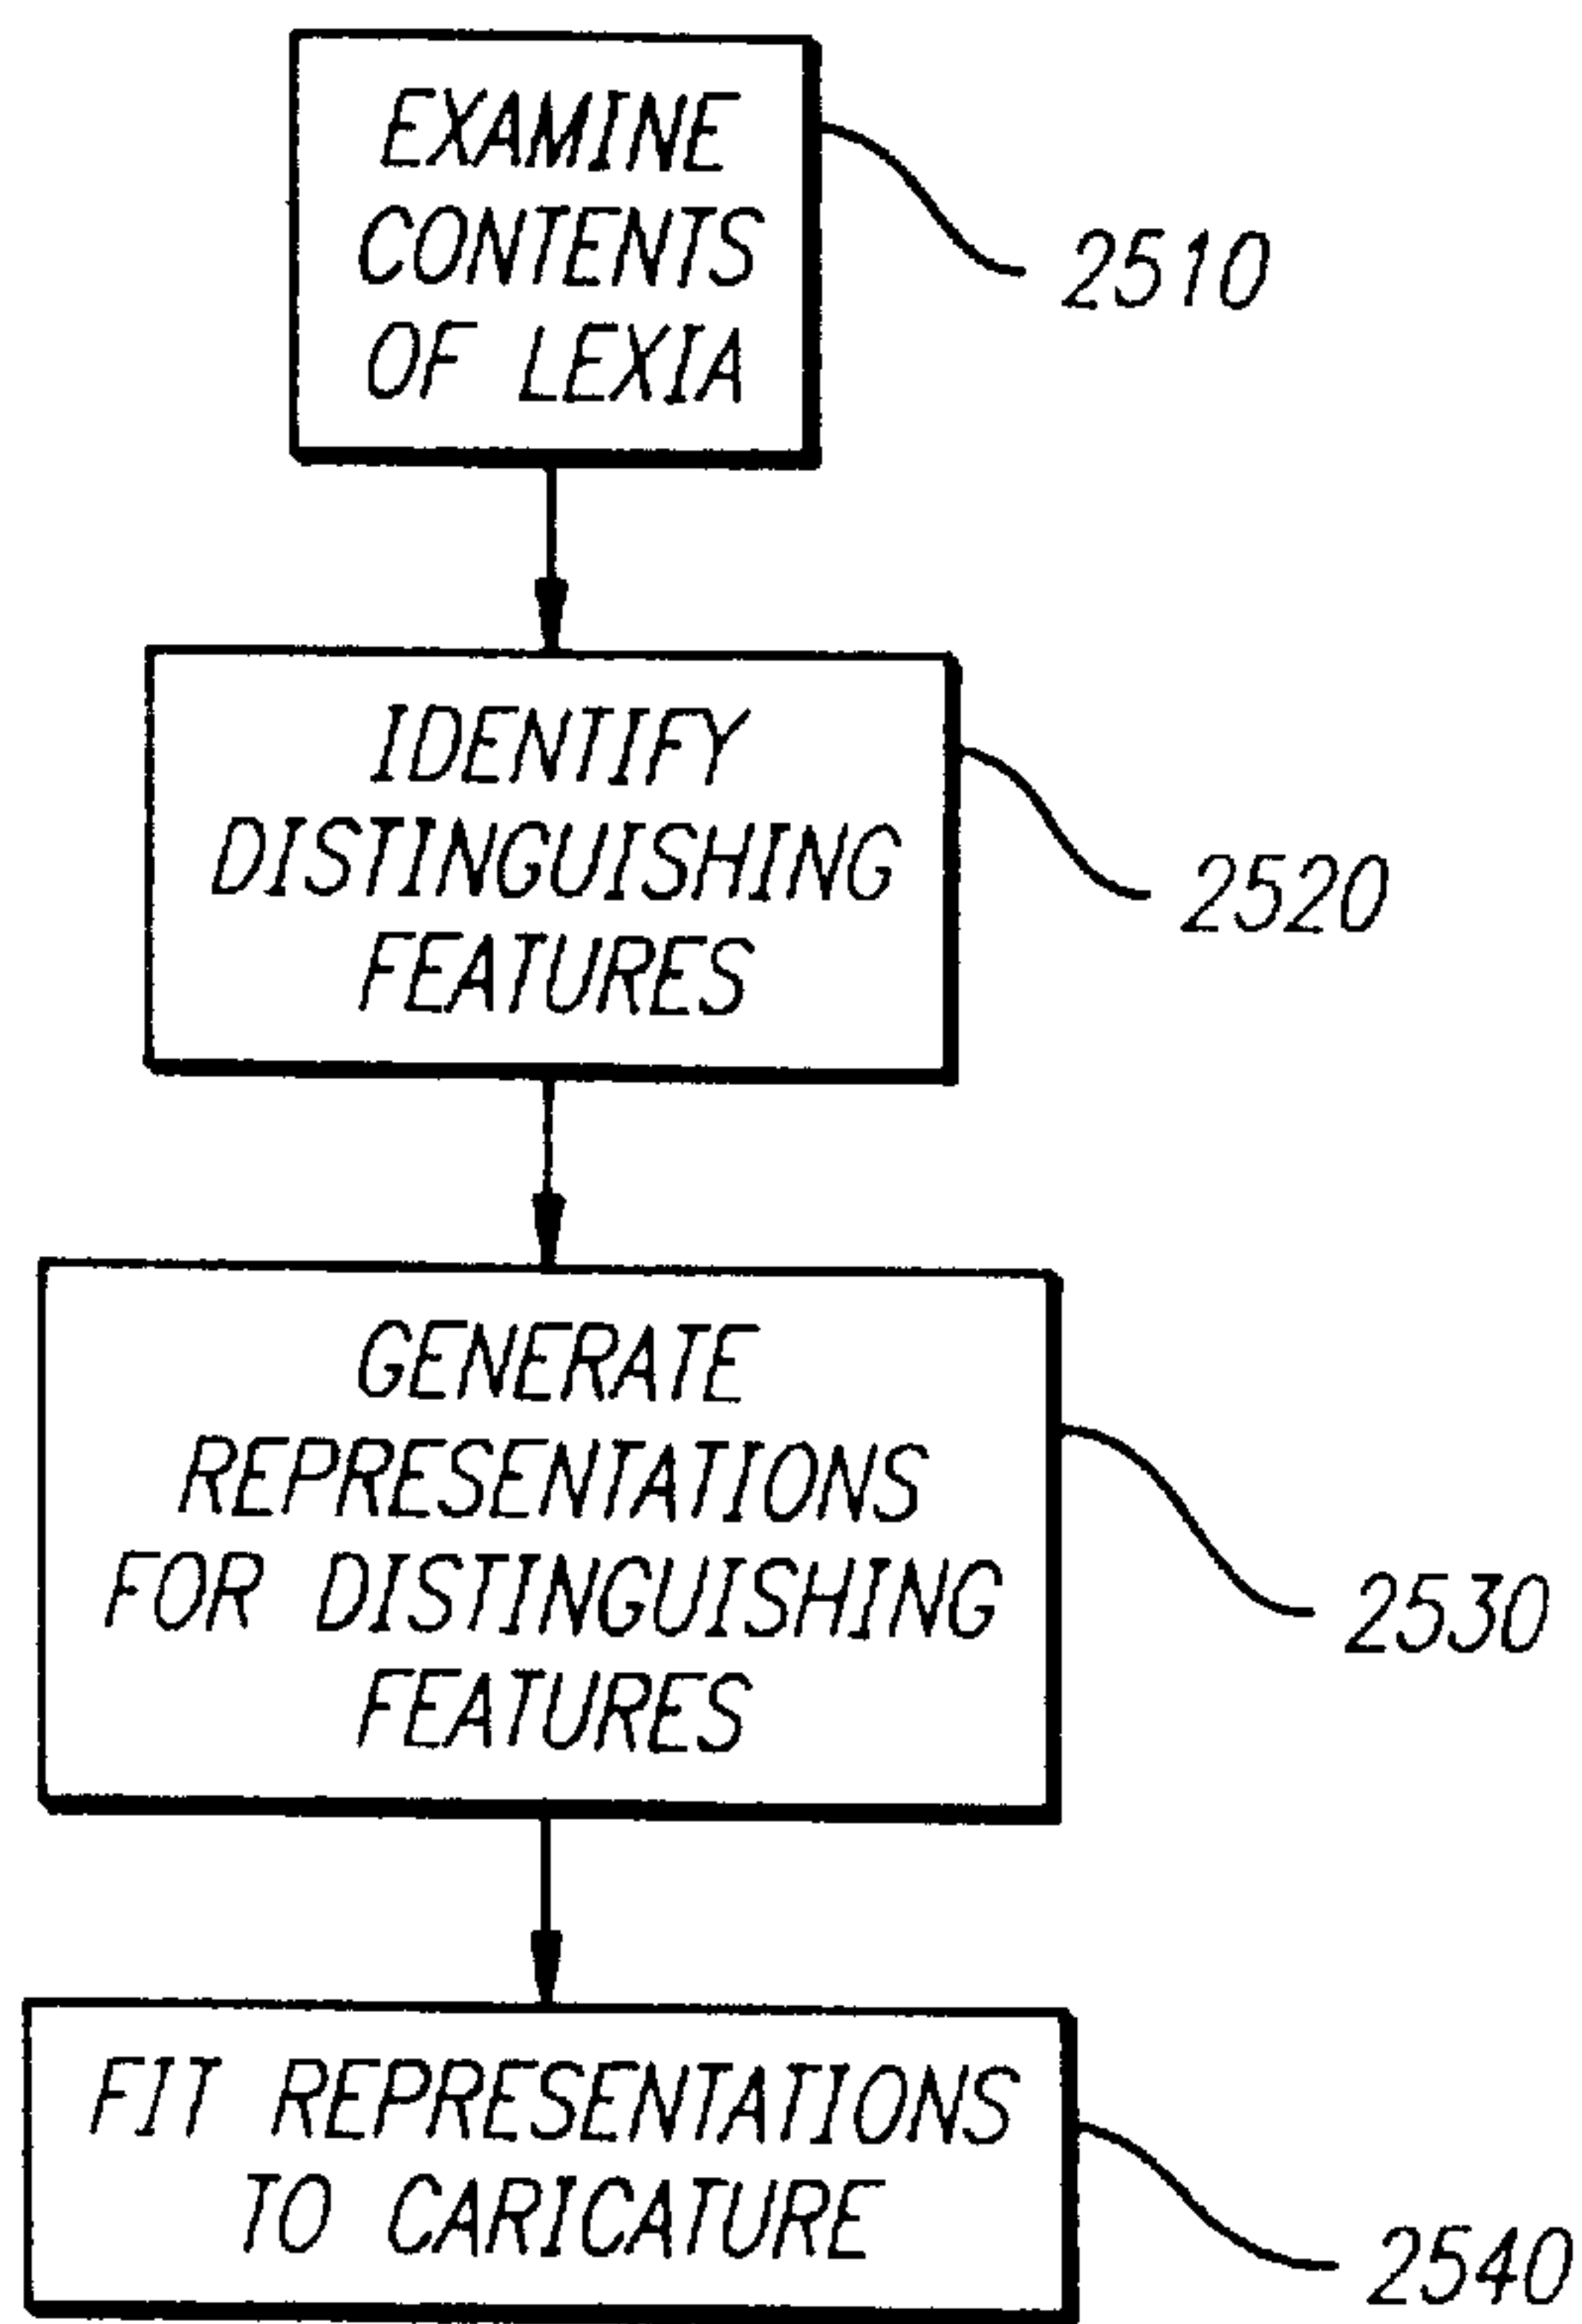 EXAMINE
CONTENTS
OF LEXIA
2510
IDENTIFY
DISTINGUISHING
FEATURES
2520
GENERATE
REPRESENTATIONS
FOR DISTINGUISHING
FEATURES
2530
FIT REPRESENTATIONS
TO CARICATURE
2540